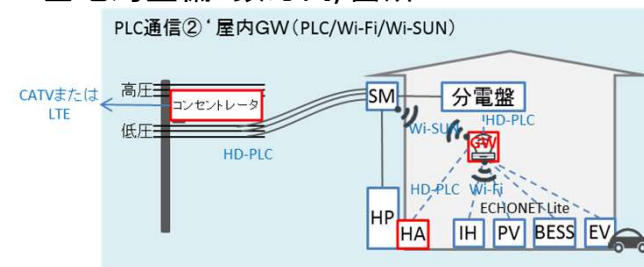 PLC通信②‘屋内GW(PLC/Wi-Fi/Wi-SUN)
CATVまたは
LTE
高圧
コンセントレータ
低圧
HD-PLC
SM
分電盤
Wi-SUN
HD-PLC
GW
HD-PLC
Wi-Fi
ECHONET Lite
HP
HA
IH
PV
BESS
EV